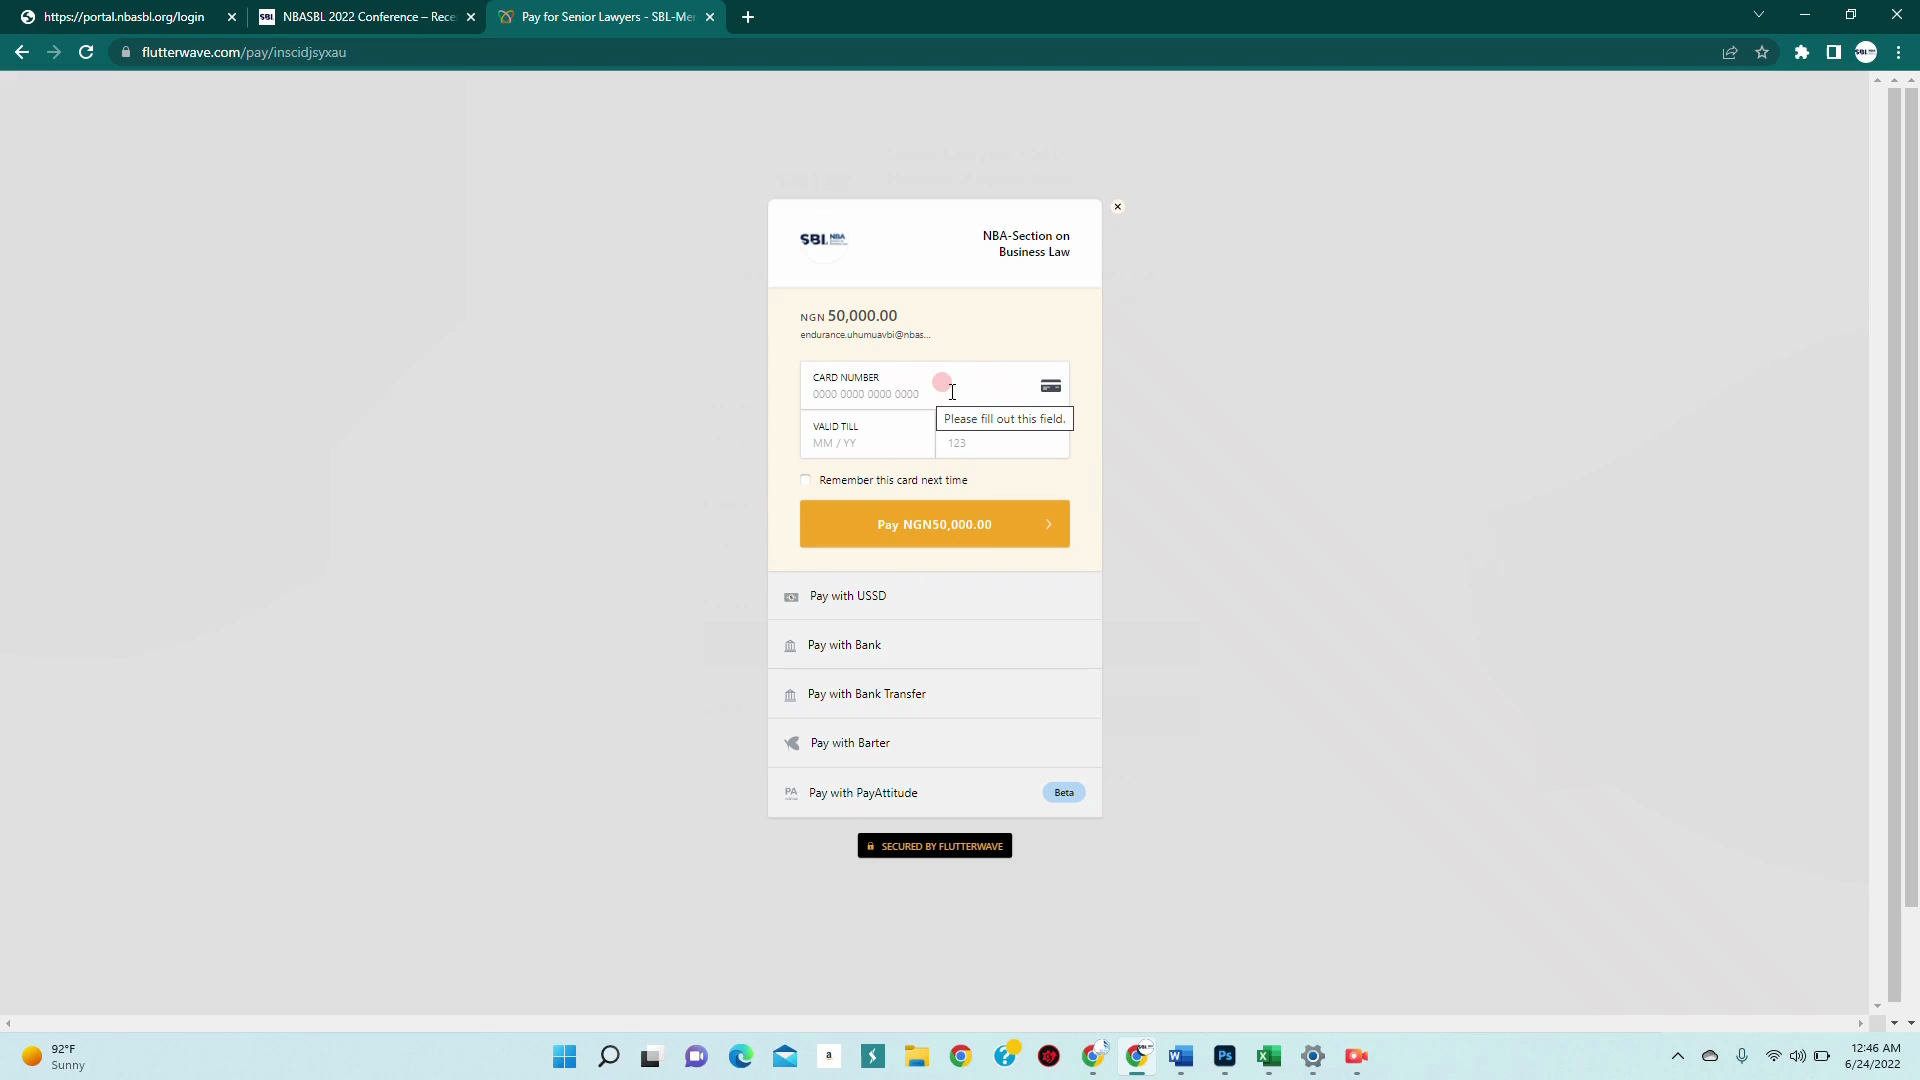 https://portal.nbasbl.org/login
SBL NBASBL 2022 Conference – Rece
Pay for Senior Lawyers - SBL-Mer
flutterwave.com/pay/inscidjsyxau
SBL NBA
NBA-Section on
Business Law
NGN 50,000.00
endurance.uhumuavbi@nbas...
CARD NUMBER
0000 0000 0000 0000
Please fill out this field.
VALID TILL
MM / YY
123
Remember this card next time
Pay NGN50,000.00
Pay with USSD
Pay with Bank
Pay with Bank Transfer
Pay with Barter
PA Pay with PayAttitude Beta
SECURED BY FLUTTERWAVE
92°F
Sunny
a
W
Ps
X
12:46 AM
6/24/2022